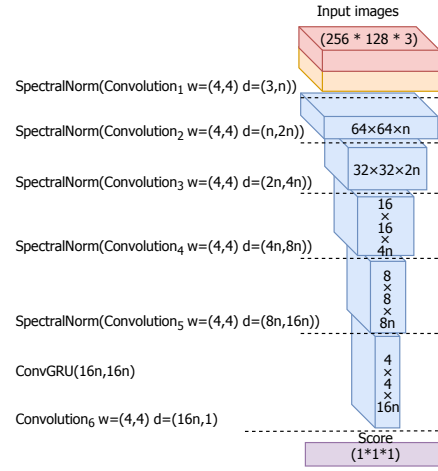 Input images
(256 * 128 * 3)
SpectralNorm(Convolution₁ w=(4,4) d=(3,n))
SpectralNorm(Convolution₂ w=(4,4) d=(n,2n))
64×64×n
32×32×2n
SpectralNorm(Convolution₃ w=(4,4) d=(2n,4n))
16
×
16
×
4n
SpectralNorm(Convolution₄ w=(4,4) d=(4n,8n))
8
×
8
×
8n
SpectralNorm(Convolution₅ w=(4,4) d=(8n,16n))
ConvGRU(16n,16n)
4
×
4
×
16n
Convolution₆ w=(4,4) d=(16n,1)
Score
(1*1*1)